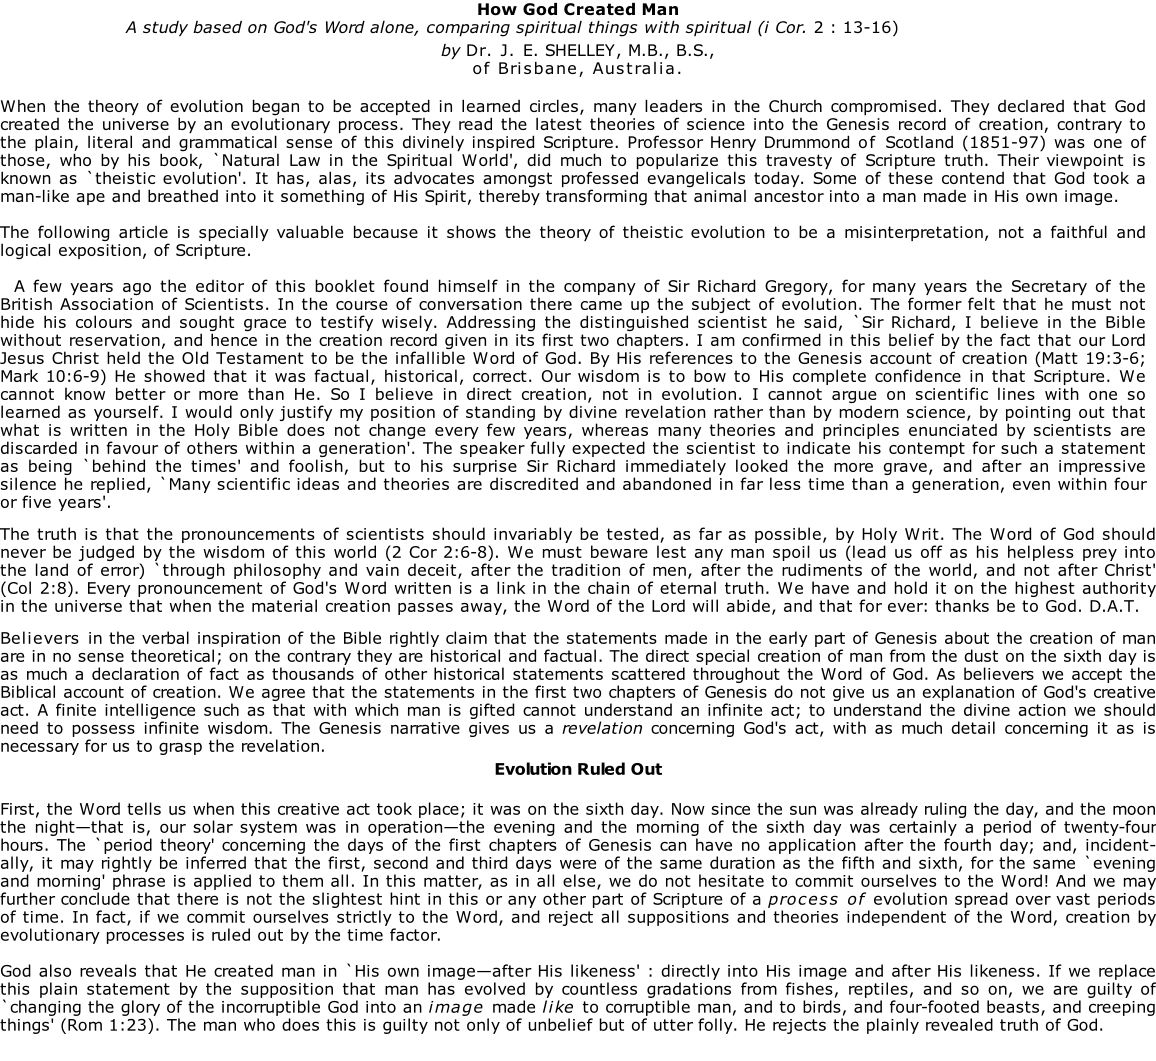 How God Created Man
A study based on God's Word alone, comparing spiritual things with spiritual (i Cor. 2 : 13-16)
by Dr. J. E. SHELLEY, M.B., B.S.,
of Brisbane, Australia.
When the theory of evolution began to be accepted in learned circles, many leaders in the Church compromised. They declared that God
created the universe by an evolutionary process. They read the latest theories of science into the Genesis record of creation, contrary to
the plain, literal and grammatical sense of this divinely inspired Scripture. Professor Henry Drummond of Scotland (1851-97) was one of
those, who by his book, `Natural Law in the Spiritual World', did much to popularize this travesty of Scripture truth. Their viewpoint is
known as `theistic evolution'. It has, alas, its advocates amongst professed evangelicals today. Some of these contend that God took a
man-like ape and breathed into it something of His Spirit, thereby transforming that animal ancestor into a man made in His own image.
The following article is specially valuable because it shows the theory of theistic evolution to be a misinterpretation, not a faithful and
logical exposition, of Scripture.
A few years ago the editor of this booklet found himself in the company of Sir Richard Gregory, for many years the Secretary of the
British Association of Scientists. In the course of conversation there came up the subject of evolution. The former felt that he must not
hide his colours and sought grace to testify wisely. Addressing the distinguished scientist he said, `Sir Richard, I believe in the Bible
without reservation, and hence in the creation record given in its first two chapters. I am confirmed in this belief by the fact that our Lord
Jesus Christ held the Old Testament to be the infallible Word of God. By His references to the Genesis account of creation (Matt 19:3-6;
Mark 10:6-9) He showed that it was factual, historical, correct. Our wisdom is to bow to His complete confidence in that Scripture. We
cannot know better or more than He. So I believe in direct creation, not in evolution. I cannot argue on scientific lines with one so
learned as yourself. I would only justify my position of standing by divine revelation rather than by modern science, by pointing out that
what is written in the Holy Bible does not change every few years, whereas many theories and principles enunciated by scientists are
discarded in favour of others within a generation'. The speaker fully expected the scientist to indicate his contempt for such a statement
as being `behind the times' and foolish, but to his surprise Sir Richard immediately looked the more grave, and after an impressive
silence he replied, `Many scientific ideas and theories are discredited and abandoned in far less time than a generation, even within four
or five years'.
The truth is that the pronouncements of scientists should invariably be tested, as far as possible, by Holy Writ. The Word of God should
never be judged by the wisdom of this world (2 Cor 2:6-8). We must beware lest any man spoil us (lead us off as his helpless prey into
the land of error) `through philosophy and vain deceit, after the tradition of men, after the rudiments of the world, and not after Christ'
(Col 2:8). Every pronouncement of God's Word written is a link in the chain of eternal truth. We have and hold it on the highest authority
in the universe that when the material creation passes away, the Word of the Lord will abide, and that for ever: thanks be to God. D.A.T.
Believers in the verbal inspiration of the Bible rightly claim that the statements made in the early part of Genesis about the creation of man
are in no sense theoretical; on the contrary they are historical and factual. The direct special creation of man from the dust on the sixth day is
as much a declaration of fact as thousands of other historical statements scattered throughout the Word of God. As believers we accept the
Biblical account of creation. We agree that the statements in the first two chapters of Genesis do not give us an explanation of God's creative
act. A finite intelligence such as that with which man is gifted cannot understand an infinite act; to understand the divine action we should
need to possess infinite wisdom. The Genesis narrative gives us a revelation concerning God's act, with as much detail concerning it as is
necessary for us to grasp the revelation.
Evolution Ruled Out
First, the Word tells us when this creative act took place; it was on the sixth day. Now since the sun was already ruling the day, and the moon
the night—that is, our solar system was in operation—the evening and the morning of the sixth day was certainly a period of twenty-four
hours. The `period theory' concerning the days of the first chapters of Genesis can have no application after the fourth day; and, incident-
ally, it may rightly be inferred that the first, second and third days were of the same duration as the fifth and sixth, for the same `evening
and morning' phrase is applied to them all. In this matter, as in all else, we do not hesitate to commit ourselves to the Word! And we may
further conclude that there is not the slightest hint in this or any other part of Scripture of a process of evolution spread over vast periods
of time. In fact, if we commit ourselves strictly to the Word, and reject all suppositions and theories independent of the Word, creation by
evolutionary processes is ruled out by the time factor.
God also reveals that He created man in `His own image—after His likeness' : directly into His image and after His likeness. If we replace
this plain statement by the supposition that man has evolved by countless gradations from fishes, reptiles, and so on, we are guilty of
`changing the glory of the incorruptible God into an image made like to corruptible man, and to birds, and four-footed beasts, and creeping
things' (Rom 1:23). The man who does this is guilty not only of unbelief but of utter folly. He rejects the plainly revealed truth of God.